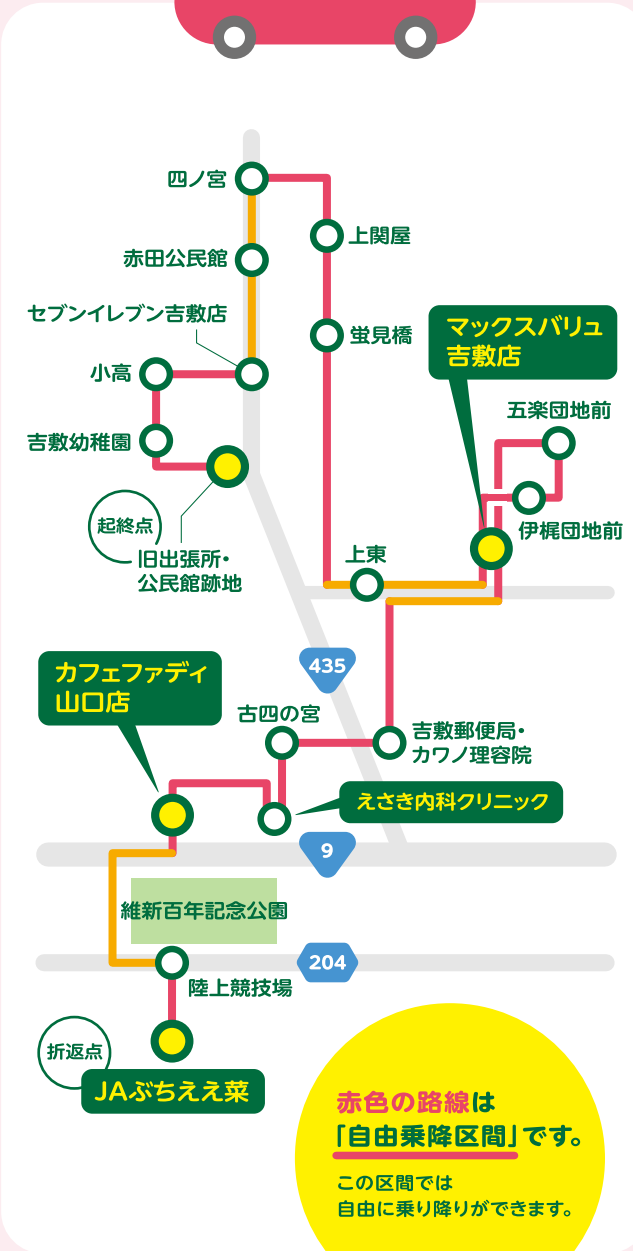 四ノ宮
上関屋
赤田公民館
セブンイレブン吉敷店
蛍見橋
マックスバリュ
吉敷店
小高
五楽団地前
吉敷幼稚園
起終点
伊梶団地前
旧出張所・
公民館跡地
上東
435
カフェファディ
山口店
古四の宮
吉敷郵便局・
カワノ理容院
えさき内科クリニック
9
維新百年記念公園
204
陸上競技場
折返点
JAぶちええ菜
赤色の路線は
「自由乗降区間」です。
この区間では
自由に乗り降りができます。